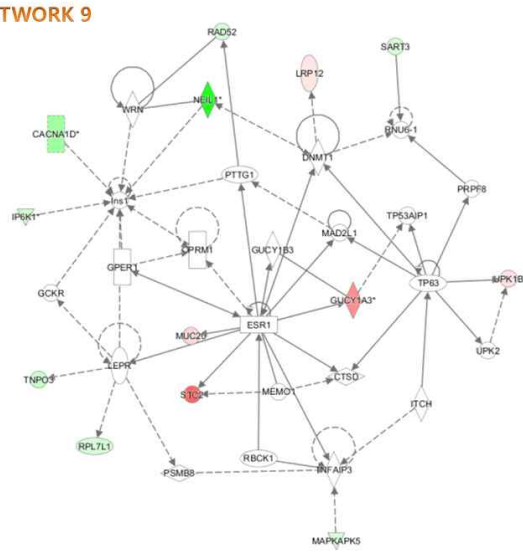 TWORK 9
RAD52
SART3
LRP12
NEIL1*
WRN
RNU6-1
CACNA1D*
DNMT1
PTTG1
PRPF8
Ins1
IP6K1*
TP53AIP1
MAD2L1
GUCY1B3
OPRM1
GPER1
TP63
UPK1B
GCKR
GUCY1A3*
ESR1
MUC20
UPK2
LEPR
CTSD
TNPO3
MEMO1
STC2*
ITCH
RPL7L1
RBCK1
PSMB8
TNFAIP3
MAPKAPK5